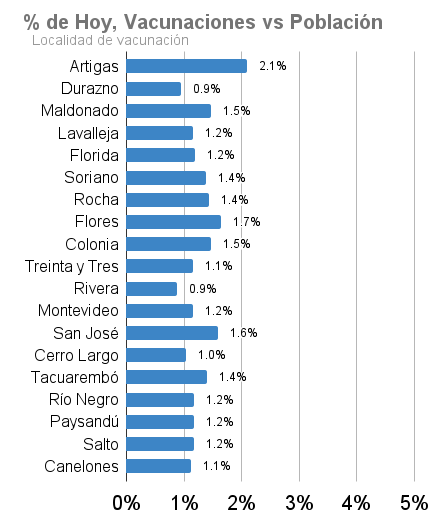 % de Hoy, Vacunaciones vs Población
Localidad de vacunación
Artigas 2.1%
Durazno 0.9%
Maldonado 1.5%
Lavalleja 1.2%
Florida 1.2%
Soriano 1.4%
Rocha 1.4%
Flores 1.7%
Colonia 1.5%
Treinta y Tres 1.1%
Rivera 0.9%
Montevideo 1.2%
San José 1.6%
Cerro Largo 1.0%
Tacuarembó 1.4%
Río Negro 1.2%
Paysandú 1.2%
Salto 1.2%
Canelones 1.1%
0% 1% 2% 3% 4% 5%